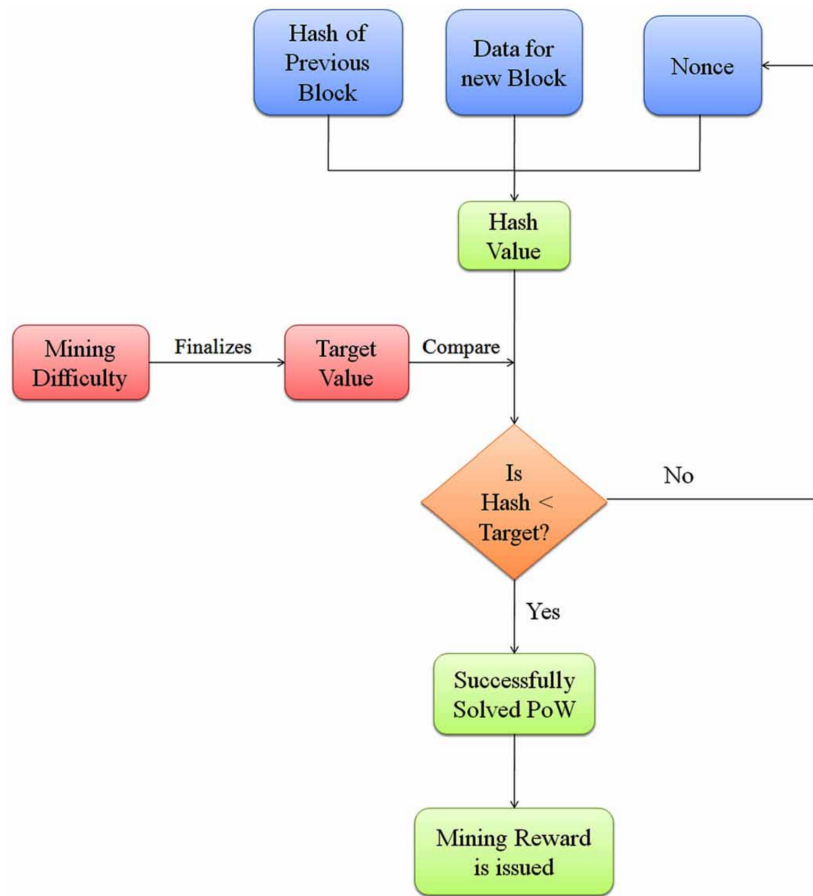 Hash of
Previous
Block
Data for
new Block
Nonce
Hash
Value
Mining
Difficulty
Finalizes
Target
Value
Compare
Is
Hash <
Target?
No
Yes
Successfully
Solved PoW
Mining Reward
is issued